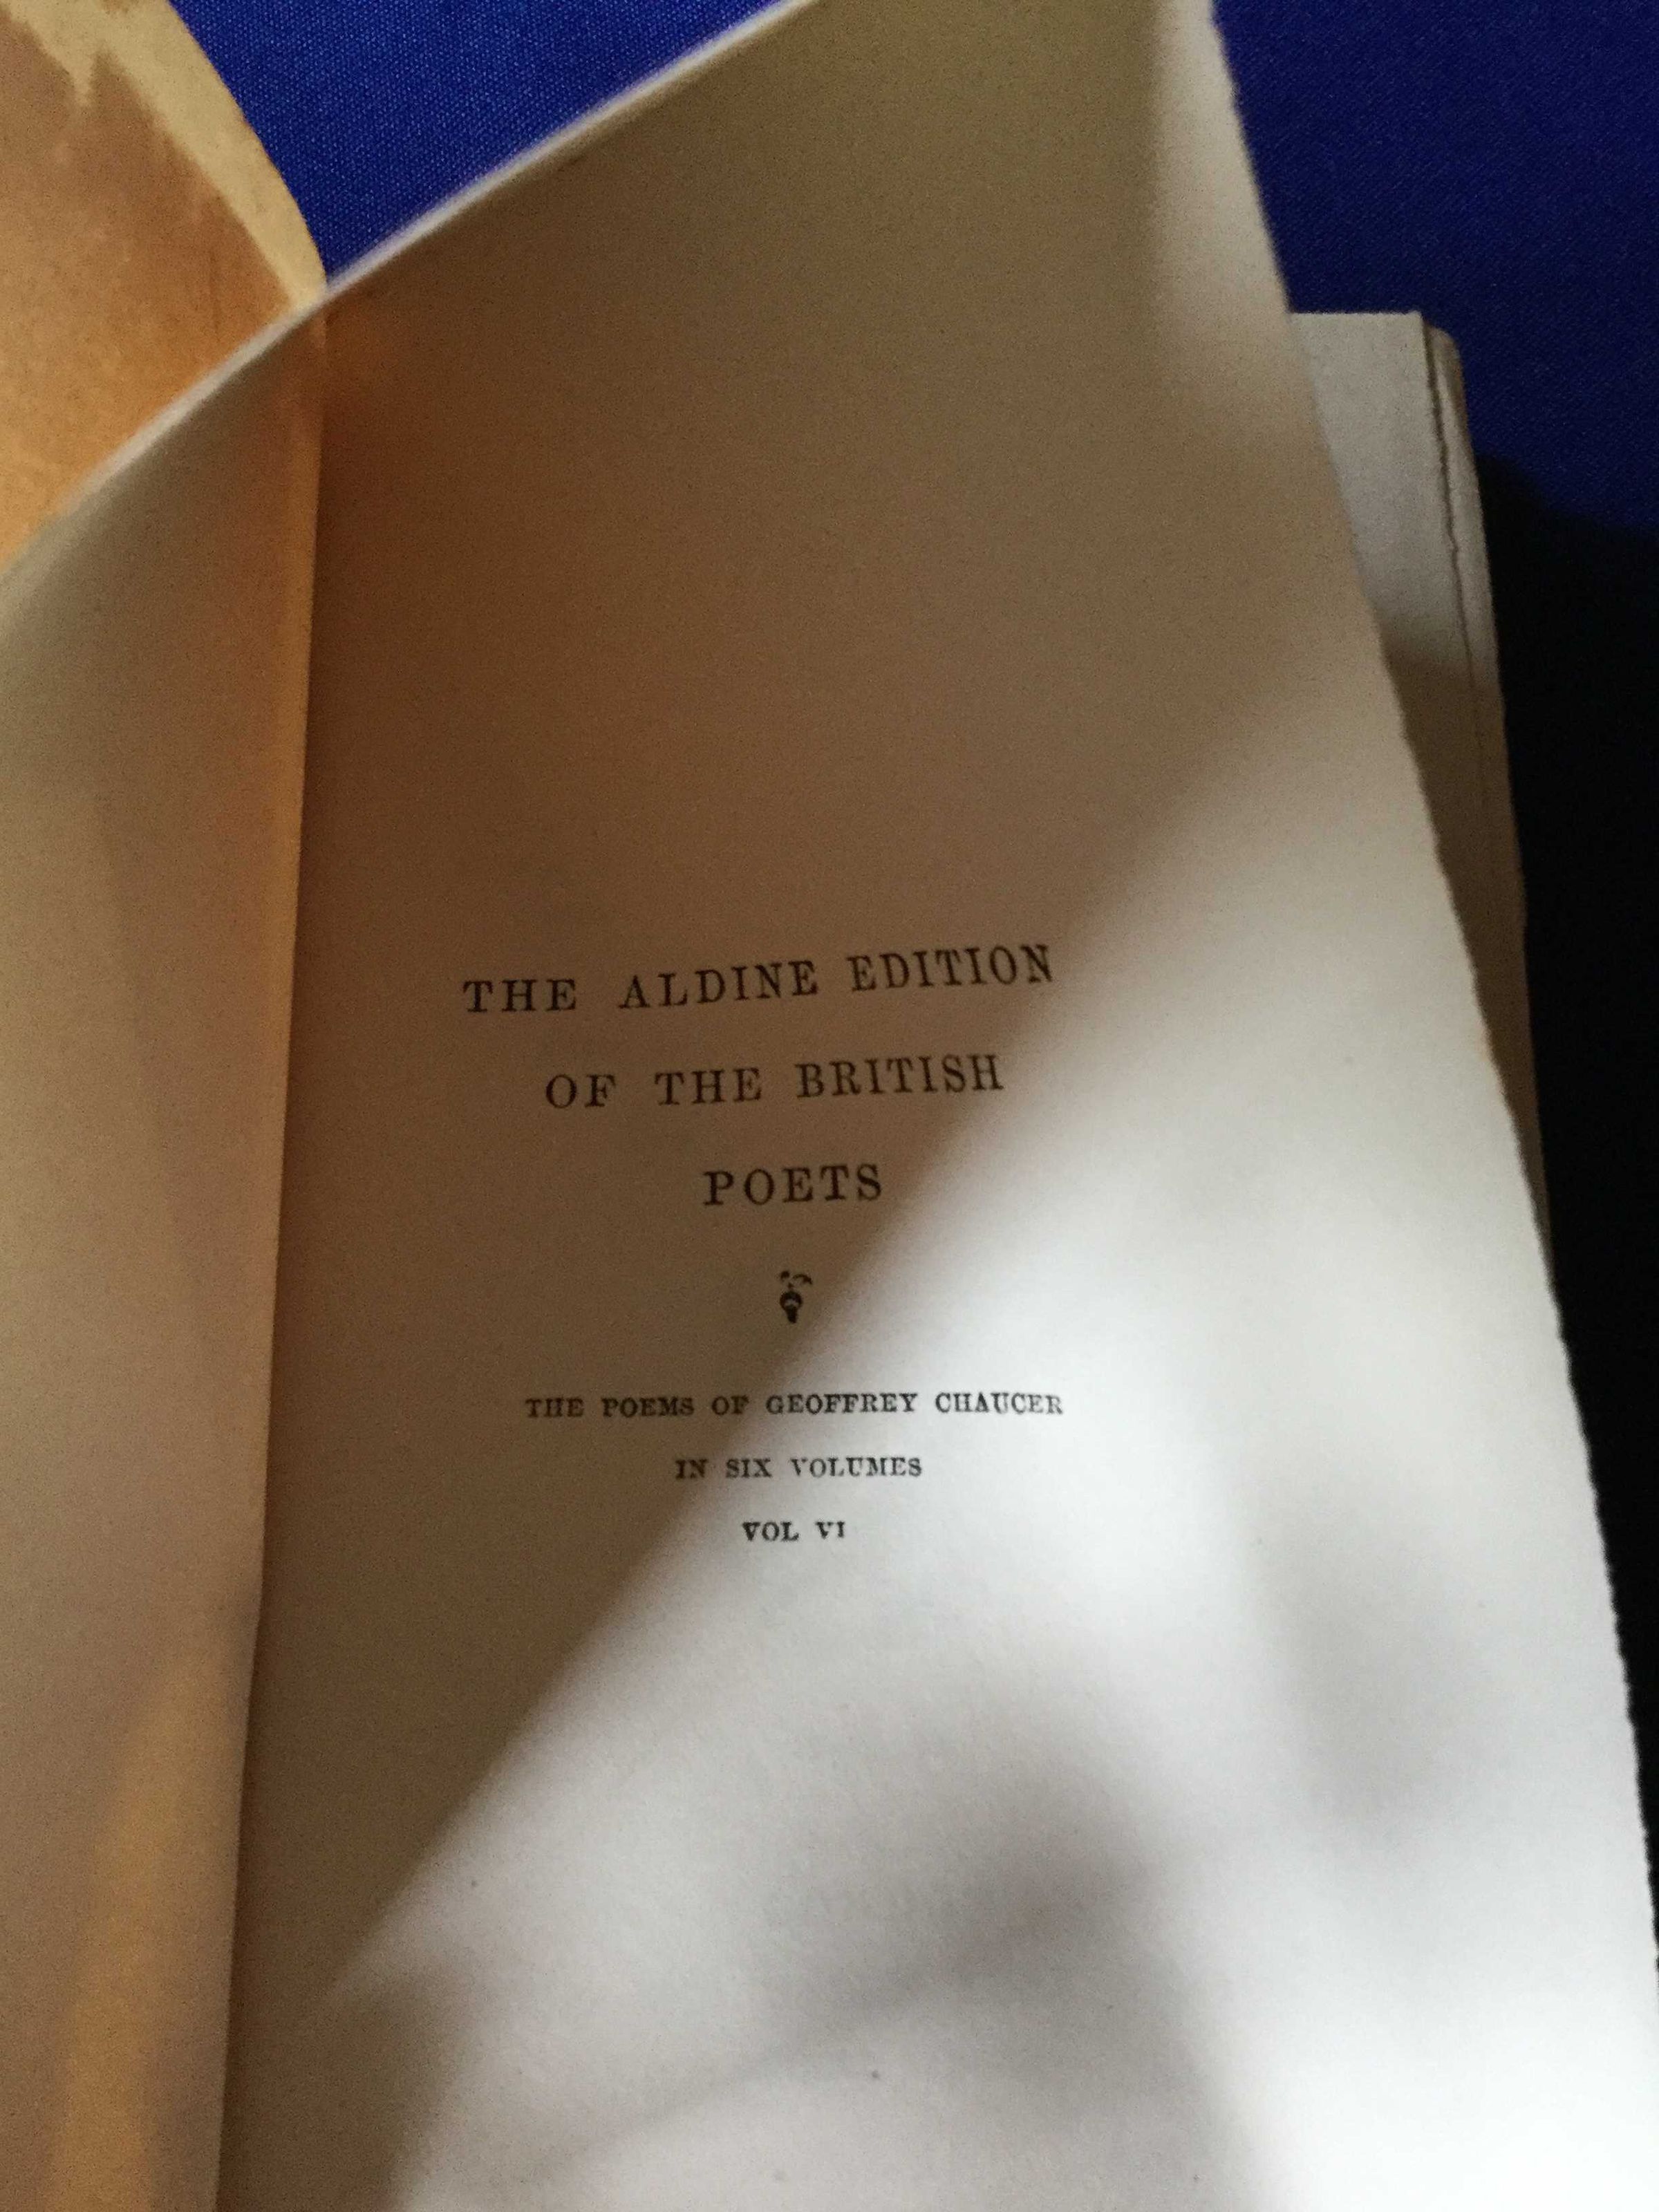 THE ALDINE EDITION
OF THE BRITISH
POETS
THE POEMS OF GEOFFREY CHAUCER
IN SIX VOLUMES
VOL VI